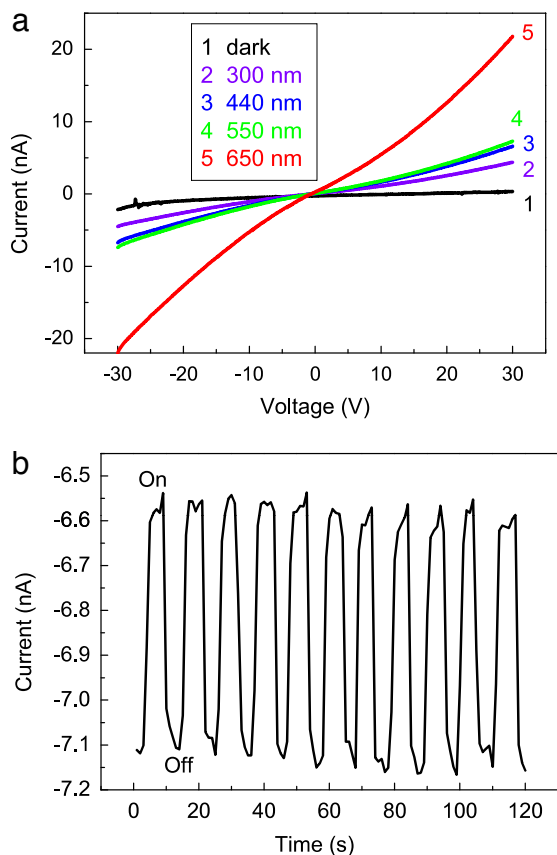 a
20
10
0
-10
-20
Current (nA)
1 dark
2 300 nm
3 440 nm
4 550 nm
5 650 nm
5
4
3
2
1
-30 -20 -10 0 10 20 30
Voltage (V)
b
-6.5
-6.6
-6.7
-6.8
-6.9
-7.0
-7.1
-7.2
Current (nA)
On
Off
0 20 40 60 80 100 120
Time (s)